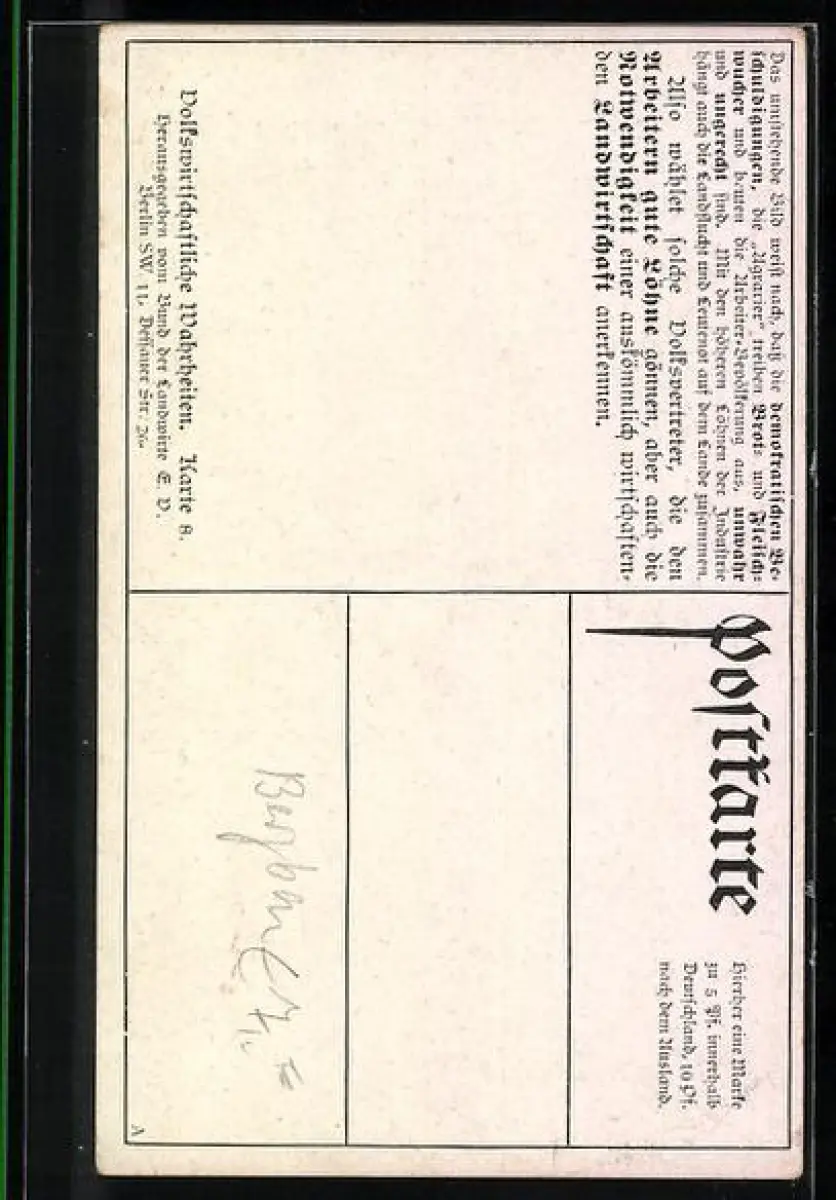 Das umstehende Bild weist nach, daß die demokratischen Be-
schuldigungen, die „Agrarier“ treiben Brot- und Fleisch-
wucher und beuten die Arbeiter-Bevölkerung aus, unwahr
und ungerecht sind. Mit den höheren Löhnen der Industrie
hängt auch die Landflucht und Leutenot auf dem Lande zusammen.
Also wählet solche Volksvertreter, die den
Arbeitern gute Löhne gönnen, aber auch die
Notwendigkeit einer auskömmlich wirtschaften-
den Landwirtschaft anerkennen.
Volkswirtschaftliche Wahrheiten. Karte 8.
Herausgegeben vom Bund der Landwirte E. V.
Berlin SW. 11, Dessauer Str. 26.
Postkarte
Hierher eine Marke
zu 5 Pf. innerhalb
Deutschland, 10 Pf.
nach dem Ausland.
Bergbau
A